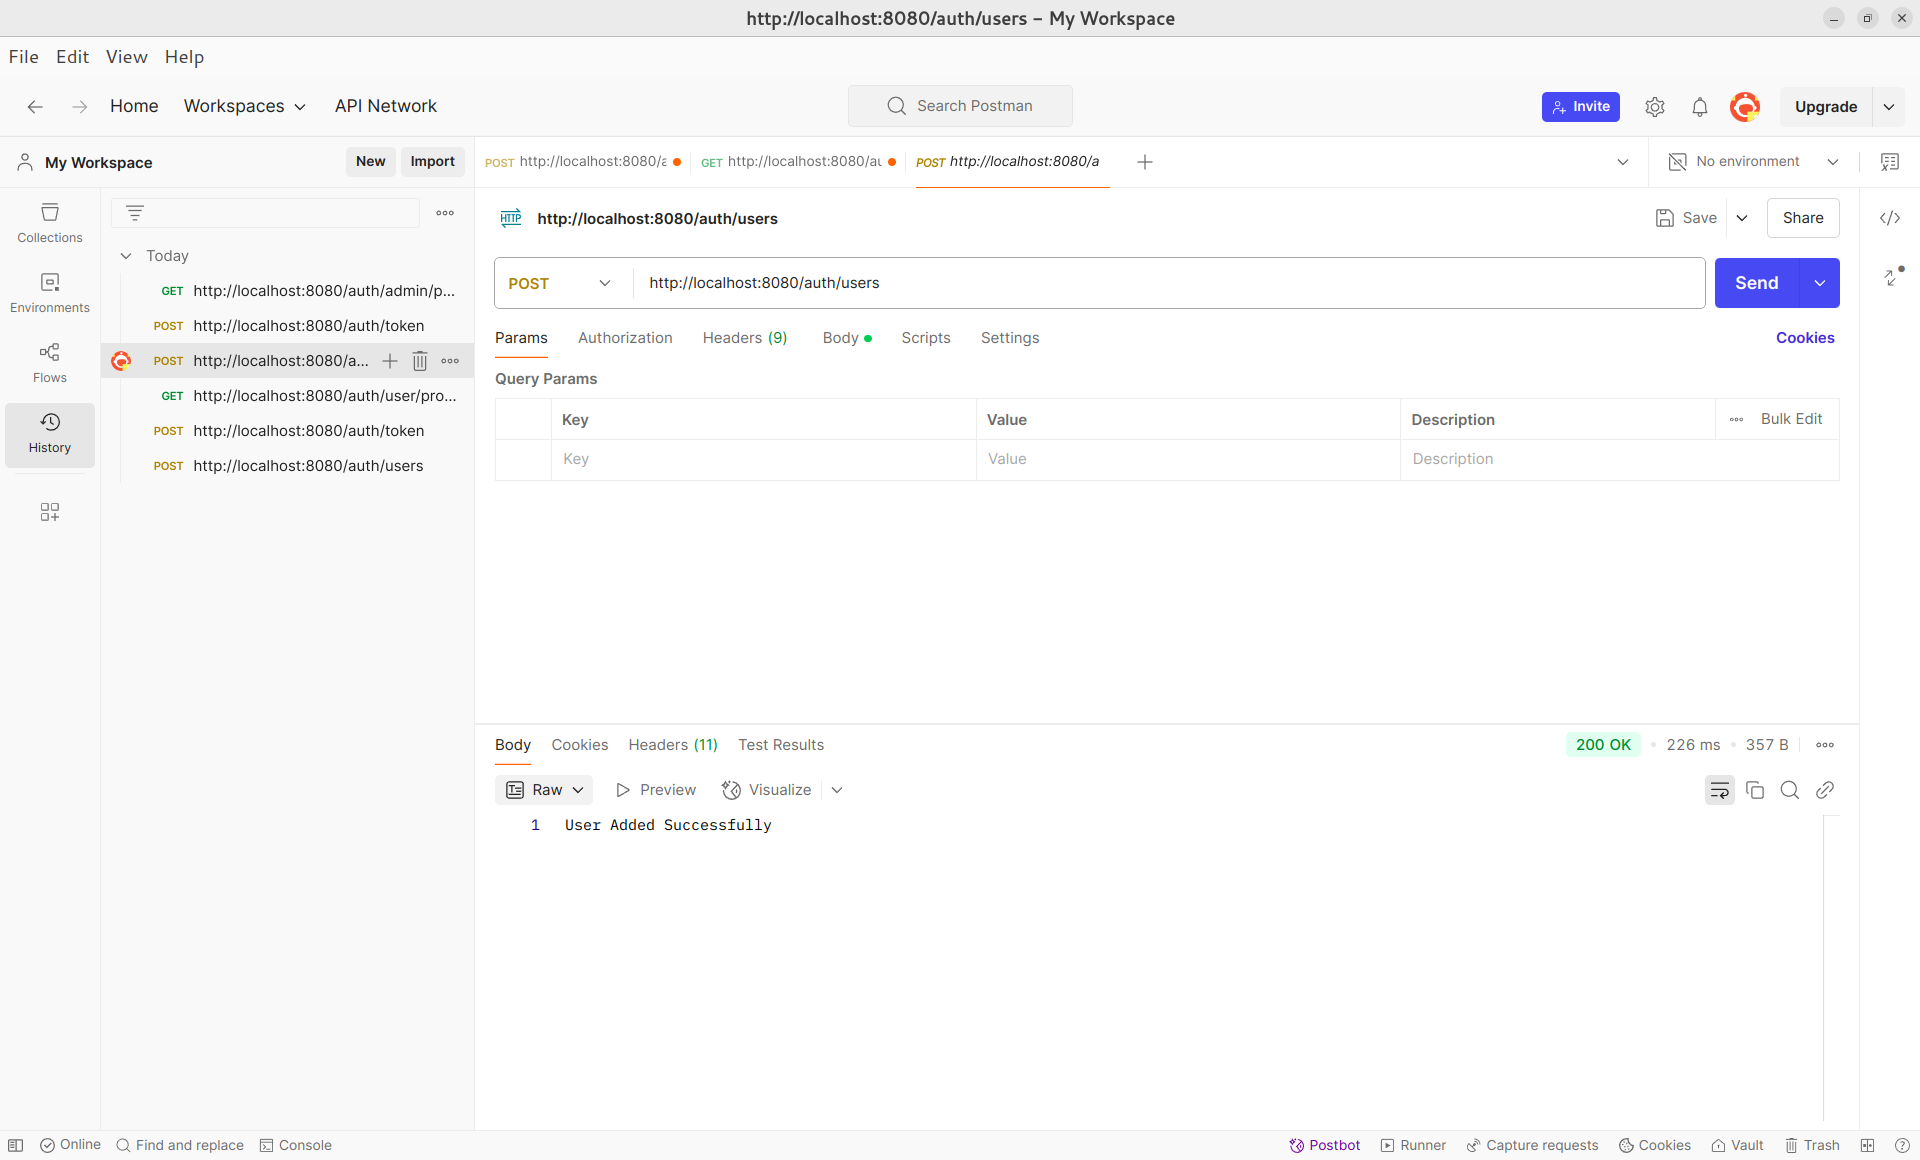 http://localhost:8080/auth/users – My Workspace
File Edit View Help
Home Workspaces API Network Search Postman Invite Upgrade
My Workspace New Import POST http://localhost:8080/a GET http://localhost:8080/au POST http://localhost:8080/a No environment
Collections
Environments
Flows
History
Today
GET http://localhost:8080/auth/admin/p...
POST http://localhost:8080/auth/token
POST http://localhost:8080/a...
GET http://localhost:8080/auth/user/pro...
POST http://localhost:8080/auth/token
POST http://localhost:8080/auth/users
HTTP http://localhost:8080/auth/users Save Share
POST http://localhost:8080/auth/users Send
Params Authorization Headers (9) Body Scripts Settings Cookies
Query Params
Key Value Description Bulk Edit
Key Value Description
Body Cookies Headers (11) Test Results 200 OK 226 ms 357 B
Raw Preview Visualize
1 User Added Successfully
Online Find and replace Console Postbot Runner Capture requests Cookies Vault Trash